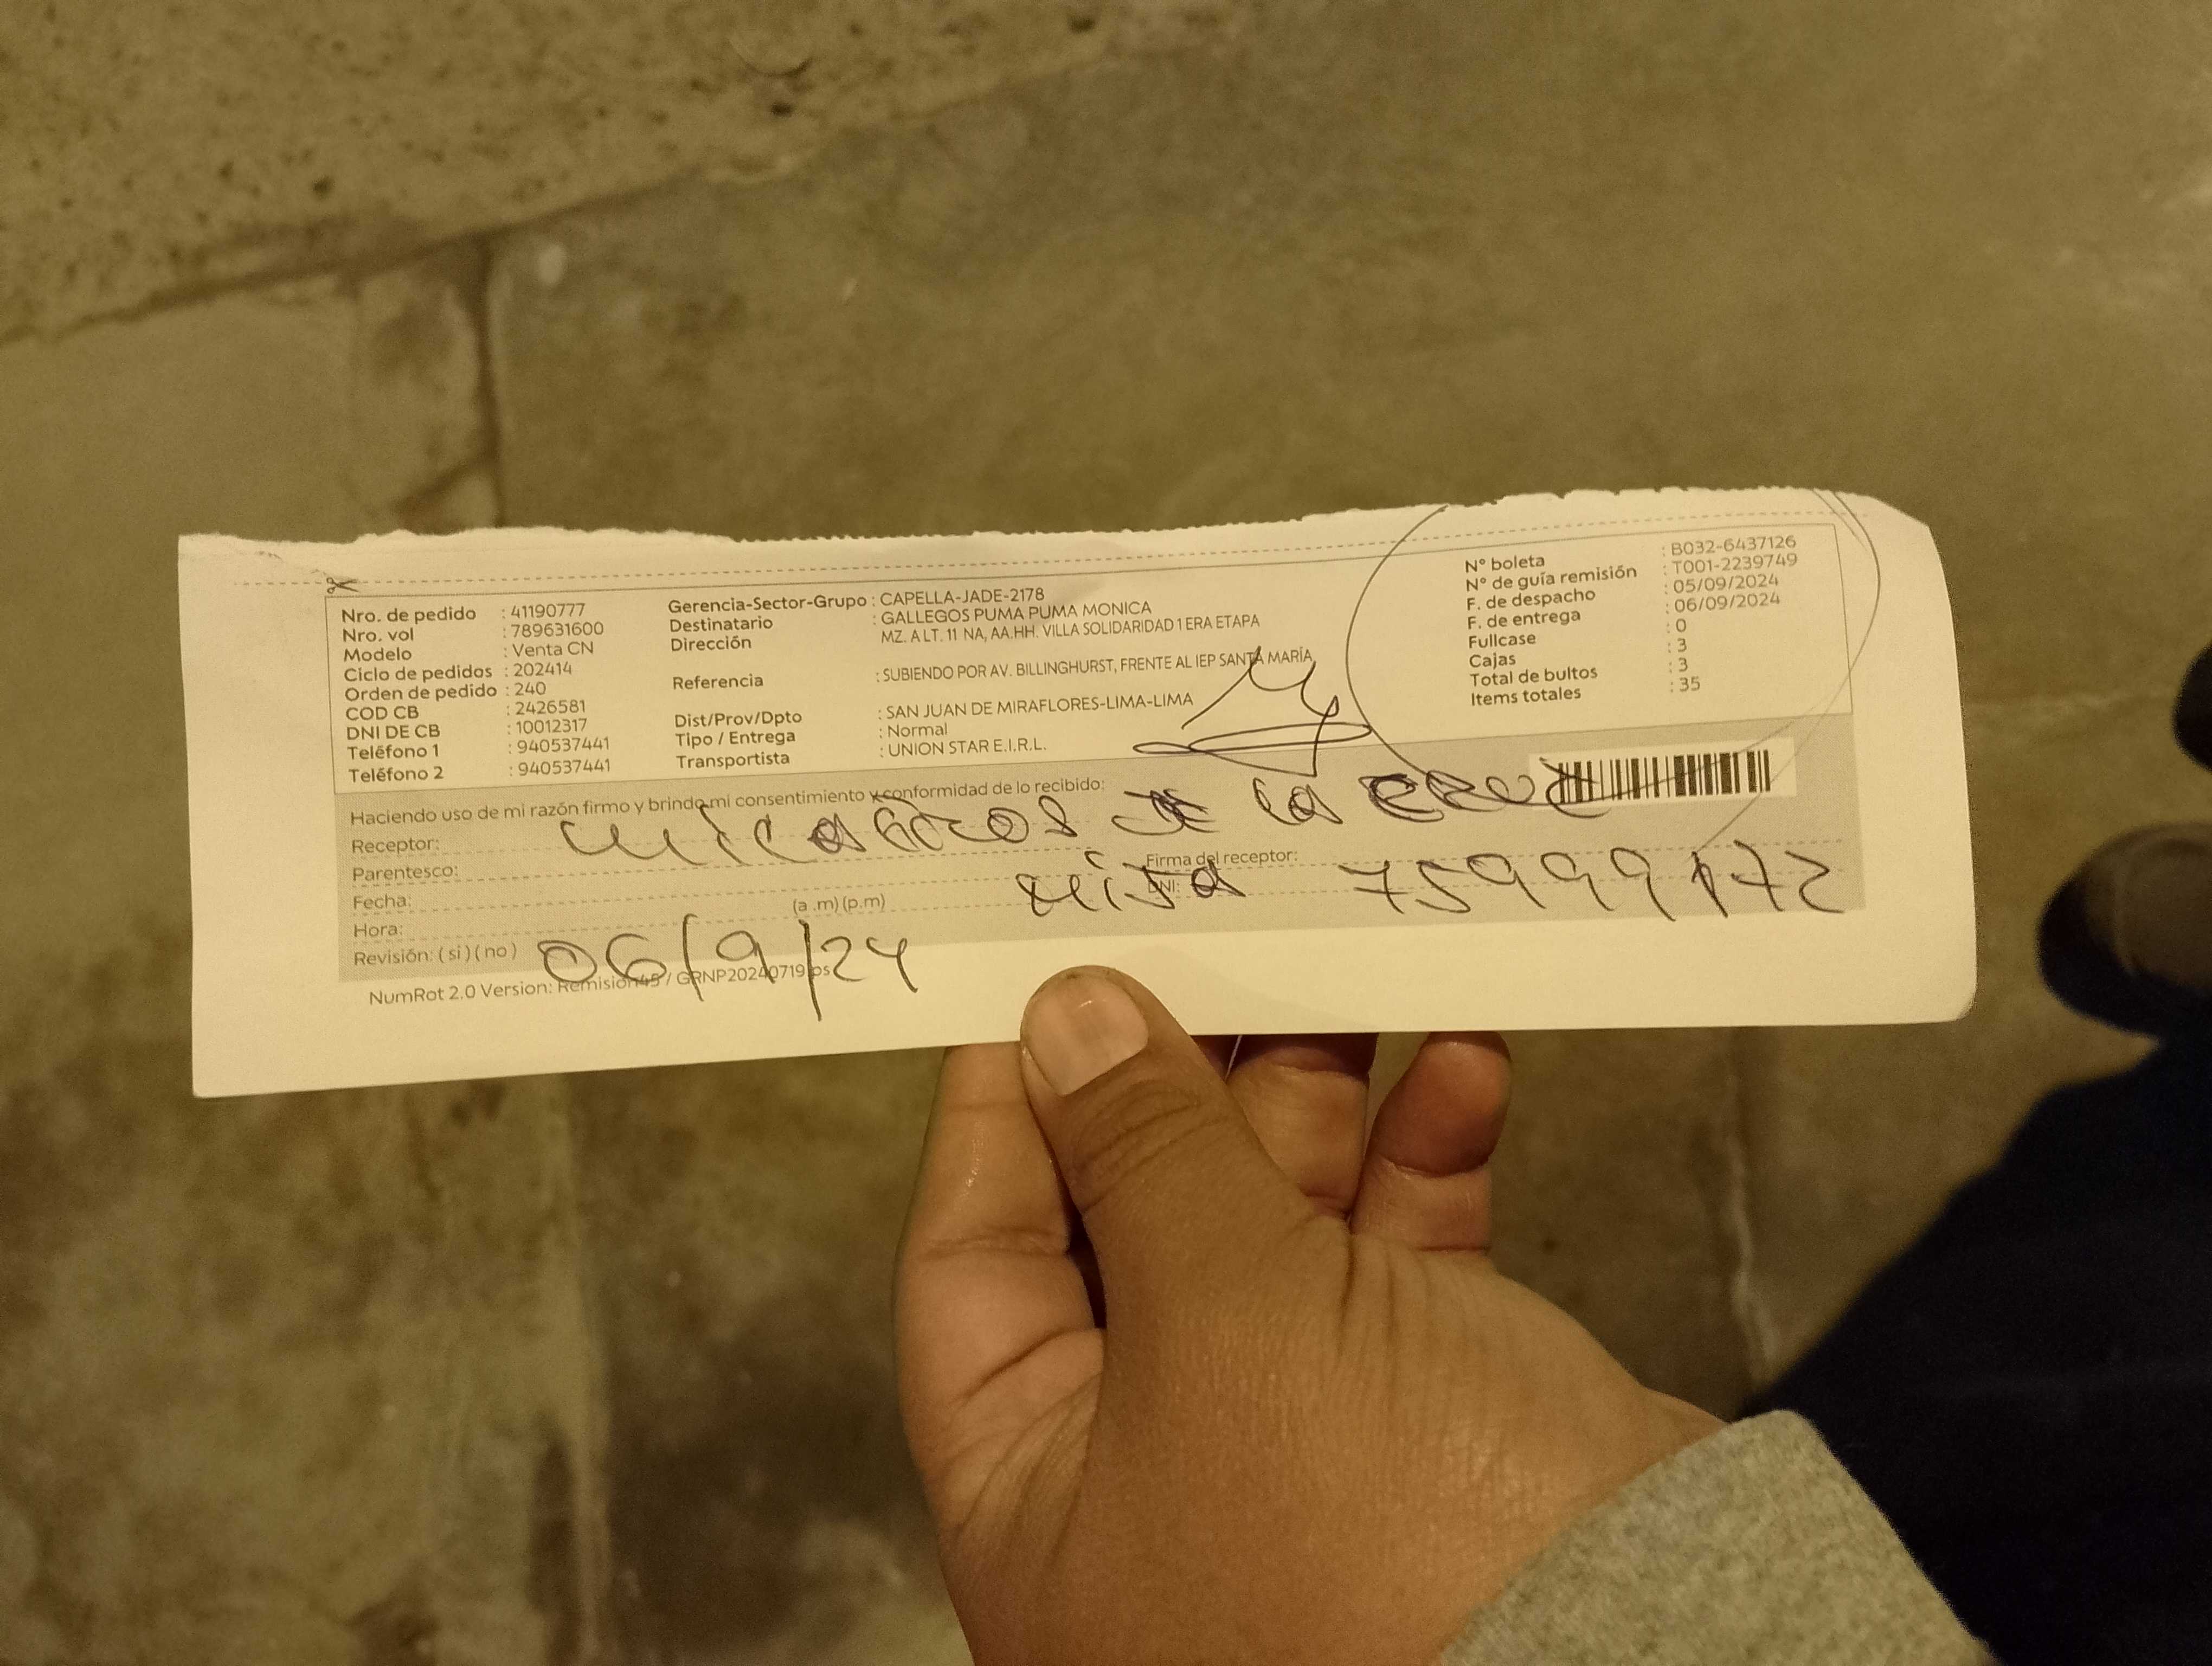 Nro. de pedido : 41190777
Nro. vol : 789631600
Modelo : Venta CN
Ciclo de pedidos : 202414
Orden de pedido : 240
COD CB : 2426581
DNI DE CB : 10012317
Teléfono 1 : 940537441
Teléfono 2 : 940537441
Gerencia-Sector-Grupo : CAPELLA-JADE-2178
Destinatario : GALLEGOS PUMA PUMA MONICA
Dirección MZ. A LT. 11 NA, AA.HH. VILLA SOLIDARIDAD 1 ERA ETAPA
Referencia : SUBIENDO POR AV. BILLINGHURST, FRENTE AL IEP SANTA MARÍA
Dist/Prov/Dpto : SAN JUAN DE MIRAFLORES-LIMA-LIMA
Tipo / Entrega : Normal
Transportista : UNION STAR E.I.R.L.
N° boleta : B032-6437126
N° de guía remisión : T001-2239749
F. de despacho : 05/09/2024
F. de entrega : 06/09/2024
Fullcase : 0
Cajas : 3
Total de bultos : 3
Items totales : 35
Haciendo uso de mi razón firmo y brindo mi consentimiento y conformidad de lo recibido:
Receptor: de la cruz
Parentesco:
Firma del receptor:
DNI: 75999172
Fecha:
Hora: (a .m) (p.m)
Revisión: ( si ) ( no ) 06/9/24
NumRot 2.0 Version: Remision45 / GRNP20240719.ps